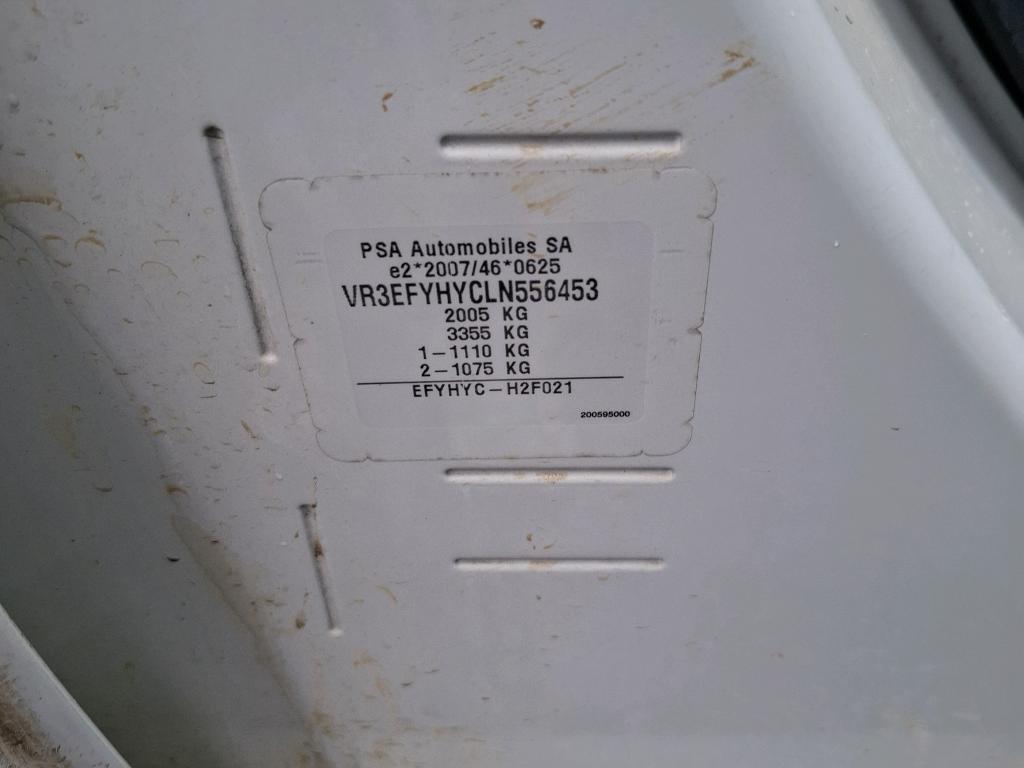 PSA Automobiles SA
e2*2007/46*0625
VR3EFYHYCLN556453
2005 KG
3355 KG
1-1110 KG
2-1075 KG
EFYHYC-H2F021
200595000